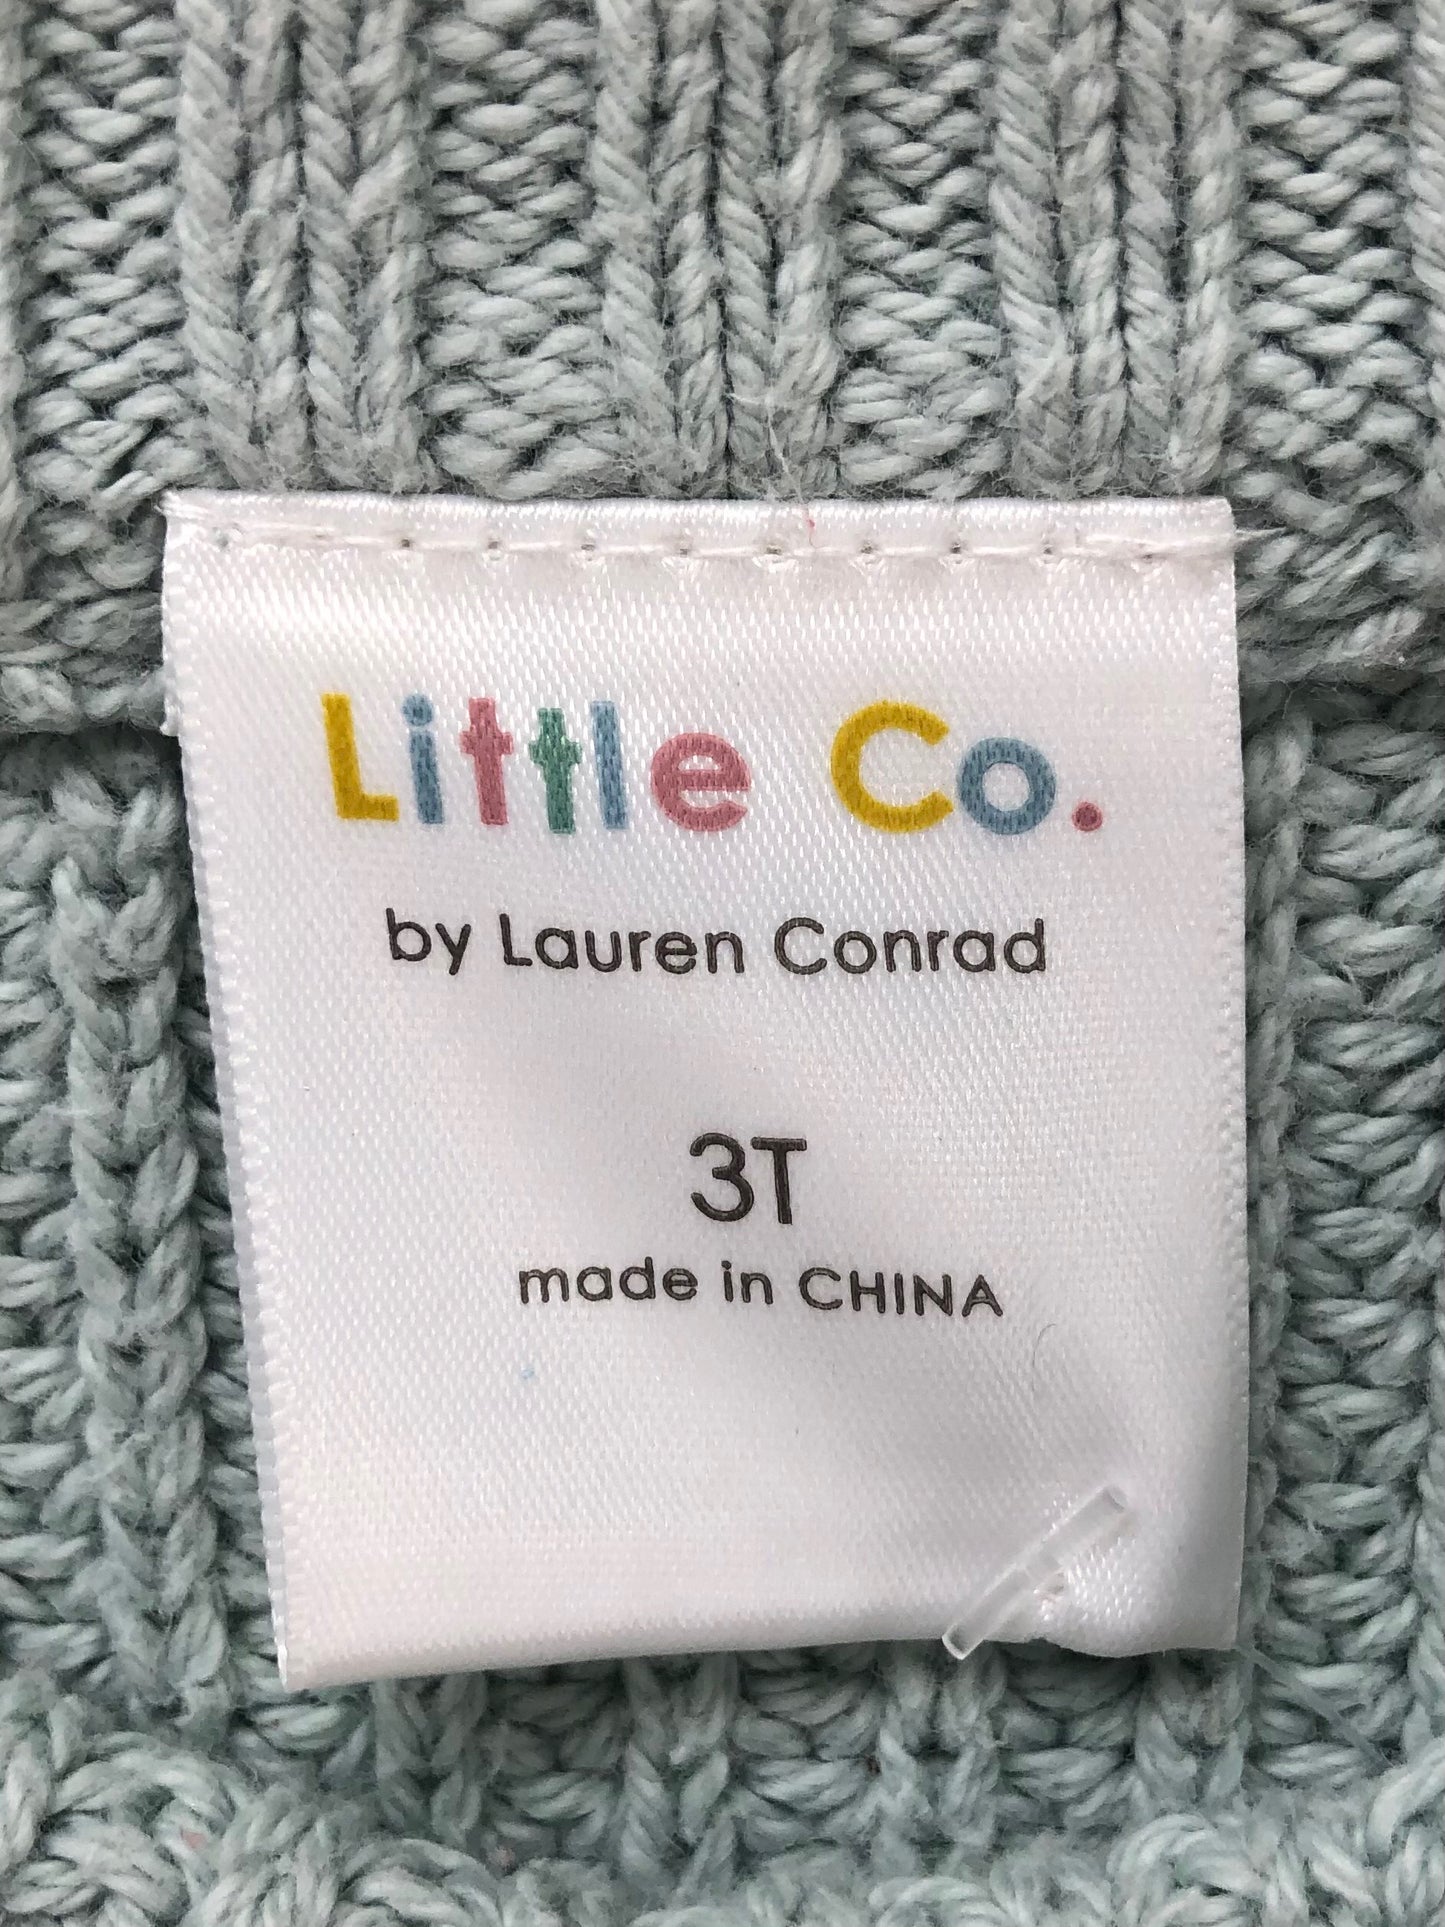 Little Co.
by Lauren Conrad
3T
made in CHINA